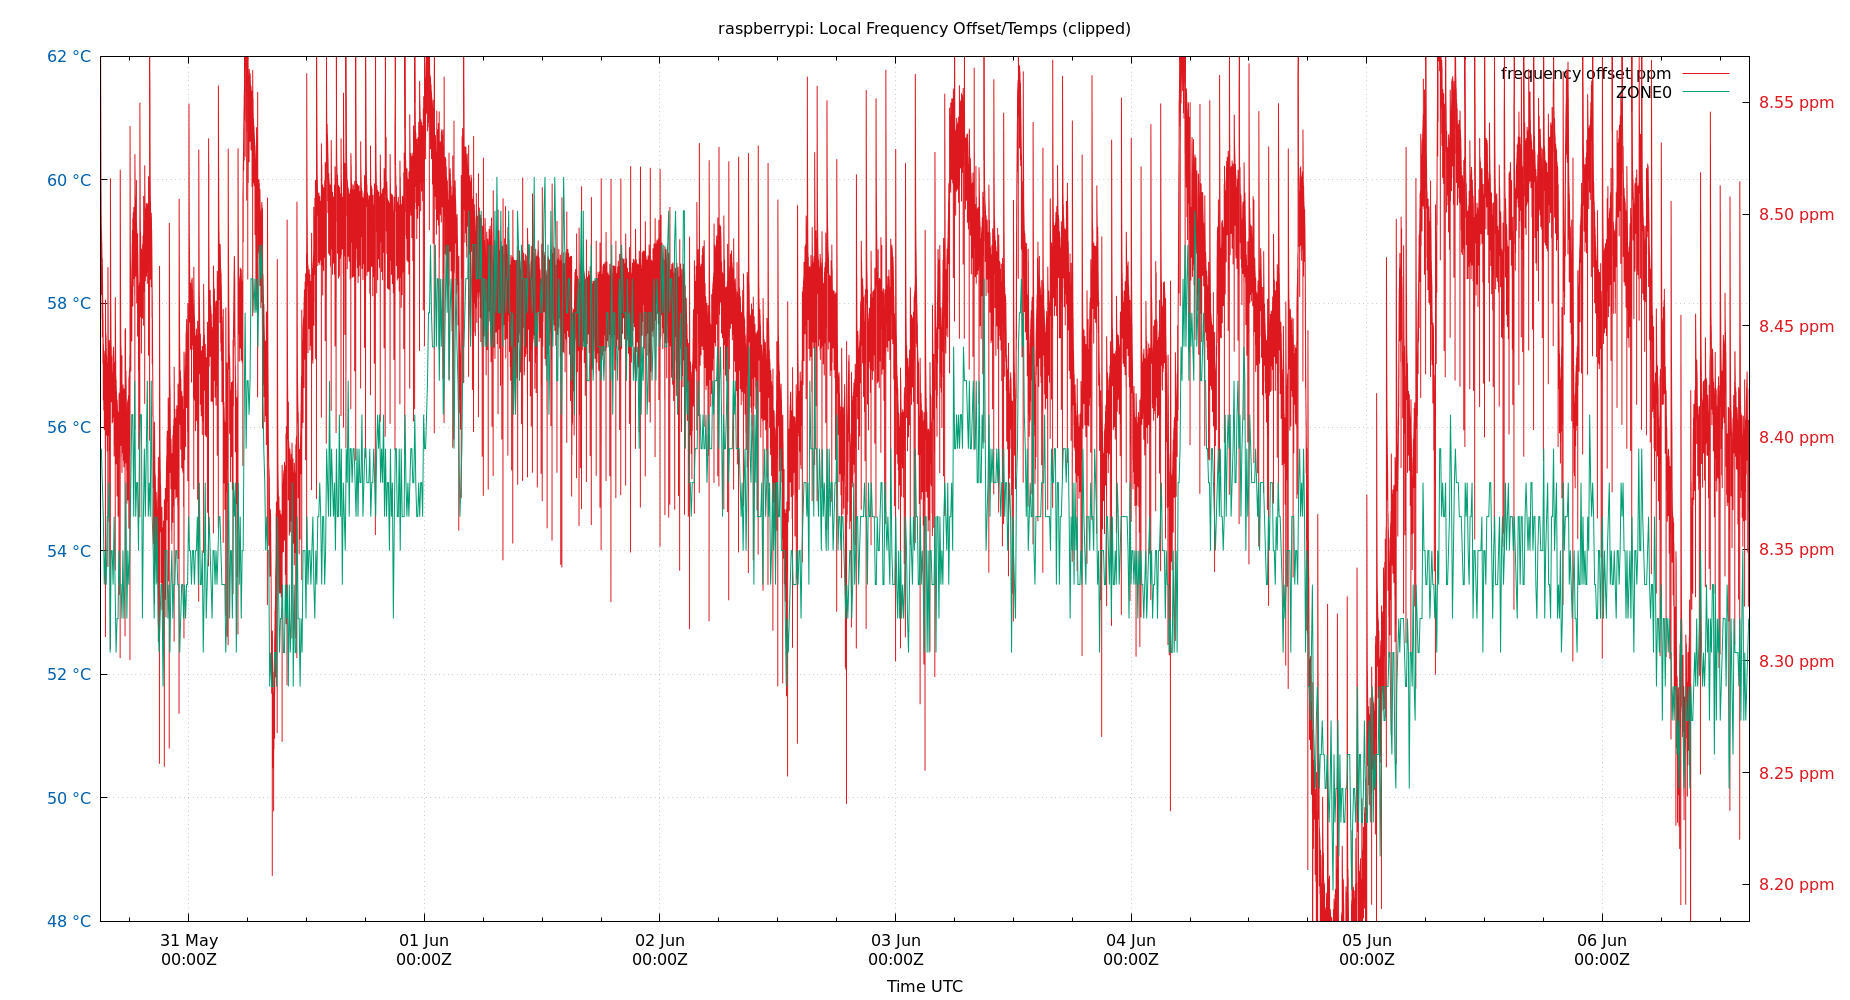 raspberrypi: Local Frequency Offset/Temps (clipped)
frequency offset ppm
ZONE0
62 °C
60 °C
58 °C
56 °C
54 °C
52 °C
50 °C
48 °C
8.55 ppm
8.50 ppm
8.45 ppm
8.40 ppm
8.35 ppm
8.30 ppm
8.25 ppm
8.20 ppm
31 May
00:00Z
01 Jun
00:00Z
02 Jun
00:00Z
03 Jun
00:00Z
04 Jun
00:00Z
05 Jun
00:00Z
06 Jun
00:00Z
Time UTC